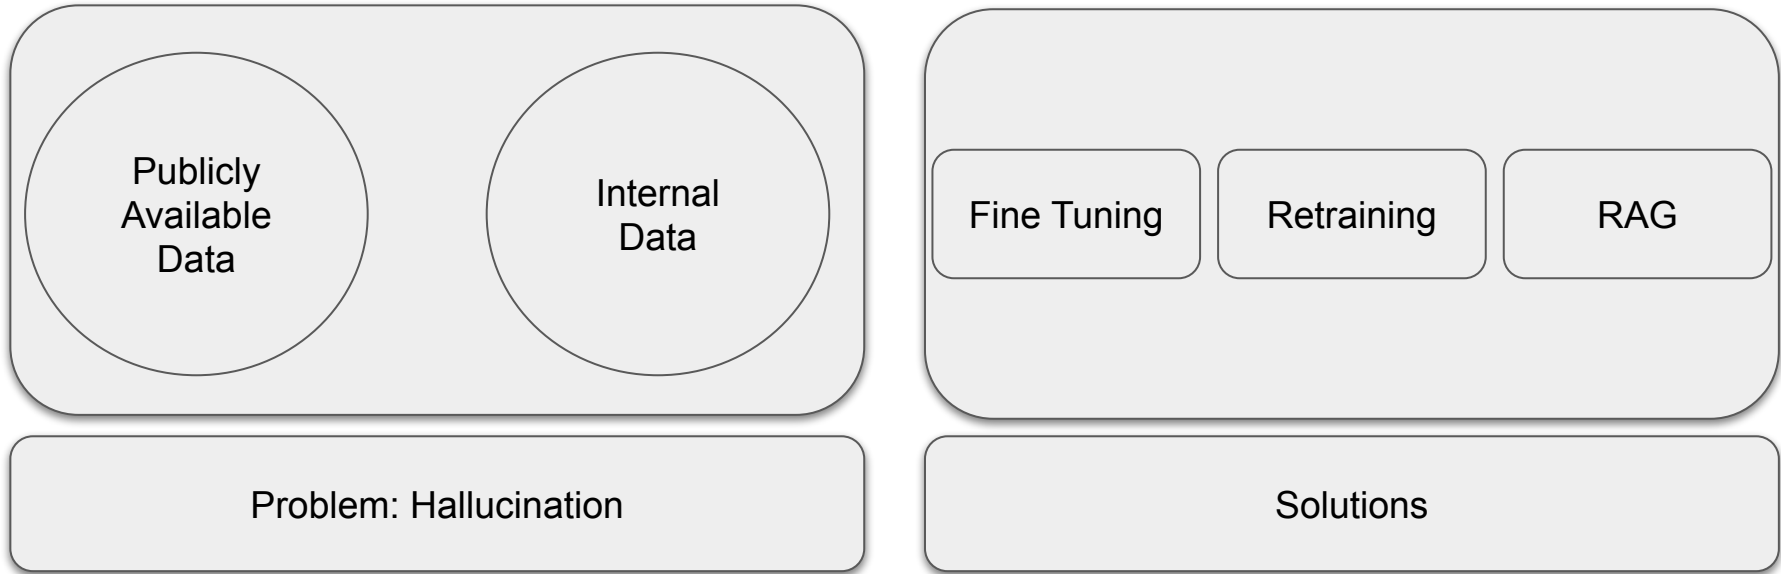 Publicly
Available
Data
Internal
Data
Problem: Hallucination
Fine Tuning
Retraining
RAG
Solutions